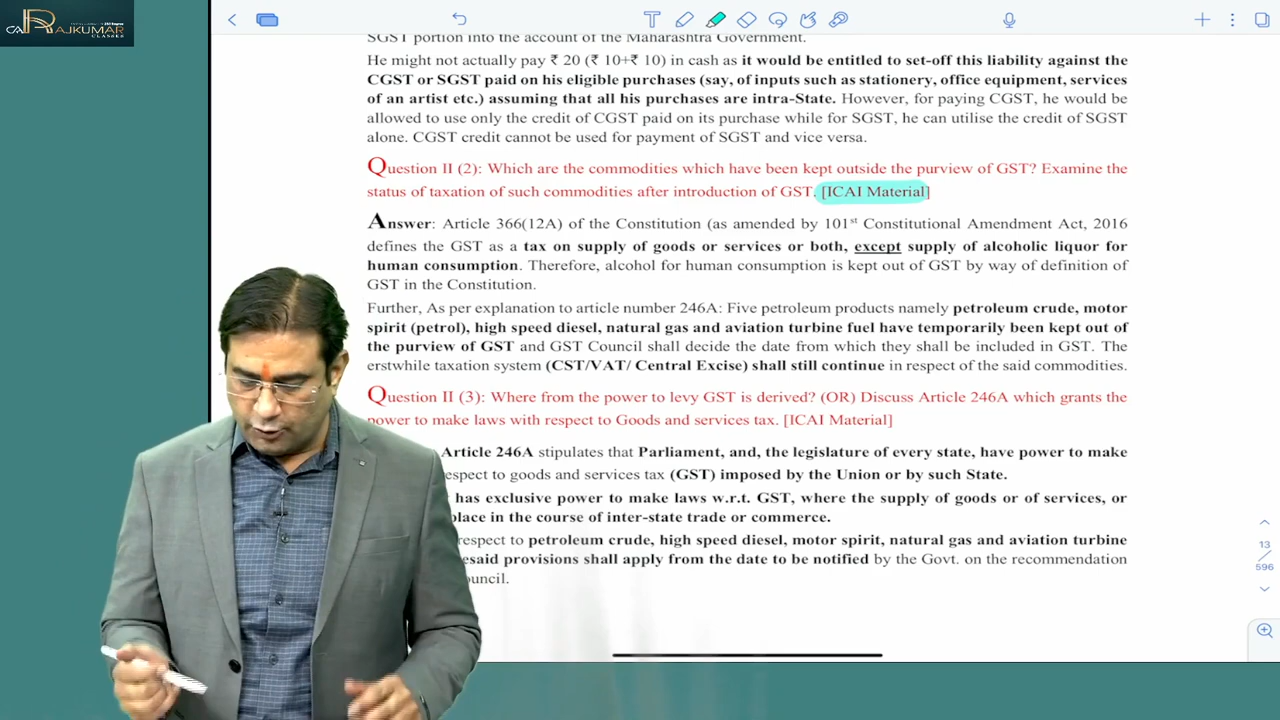 CA RAJKUMAR
CLASSES
SGST portion into the account of the Maharashtra Government.
He might not actually pay ₹ 20 (₹ 10+₹ 10) in cash as it would be entitled to set-off this liability against the
CGST or SGST paid on his eligible purchases (say, of inputs such as stationery, office equipment, services
of an artist etc.) assuming that all his purchases are intra-State. However, for paying CGST, he would be
allowed to use only the credit of CGST paid on its purchase while for SGST, he can utilise the credit of SGST
alone. CGST credit cannot be used for payment of SGST and vice versa.
Question II (2): Which are the commodities which have been kept outside the purview of GST? Examine the
status of taxation of such commodities after introduction of GST. [ICAI Material]
Answer: Article 366(12A) of the Constitution (as amended by 101st Constitutional Amendment Act, 2016
defines the GST as a tax on supply of goods or services or both, except supply of alcoholic liquor for
human consumption. Therefore, alcohol for human consumption is kept out of GST by way of definition of
GST in the Constitution.
Further, As per explanation to article number 246A: Five petroleum products namely petroleum crude, motor
spirit (petrol), high speed diesel, natural gas and aviation turbine fuel have temporarily been kept out of
the purview of GST and GST Council shall decide the date from which they shall be included in GST. The
erstwhile taxation system (CST/VAT/ Central Excise) shall still continue in respect of the said commodities.
Question II (3): Where from the power to levy GST is derived? (OR) Discuss Article 246A which grants the
power to make laws with respect to Goods and services tax. [ICAI Material]
Article 246A stipulates that Parliament, and, the legislature of every state, have power to make
respect to goods and services tax (GST) imposed by the Union or by such State.
has exclusive power to make laws w.r.t. GST, where the supply of goods or of services, or
place in the course of inter-state trade or commerce.
respect to petroleum crude, high speed diesel, motor spirit, natural gas and aviation turbine
said provisions shall apply from the date to be notified by the Govt. on the recommendation
ouncil.
13
596